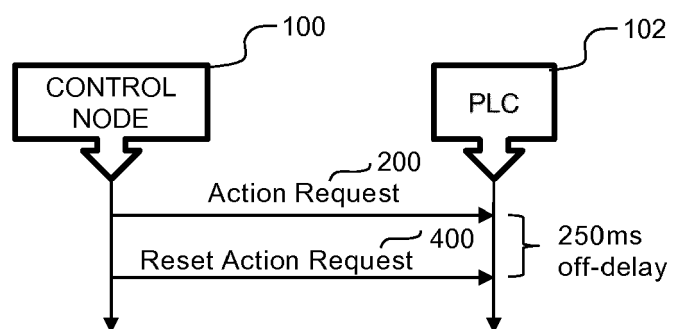 100
102
CONTROL
NODE
PLC
200
Action Request
400
Reset Action Request
250ms
off-delay